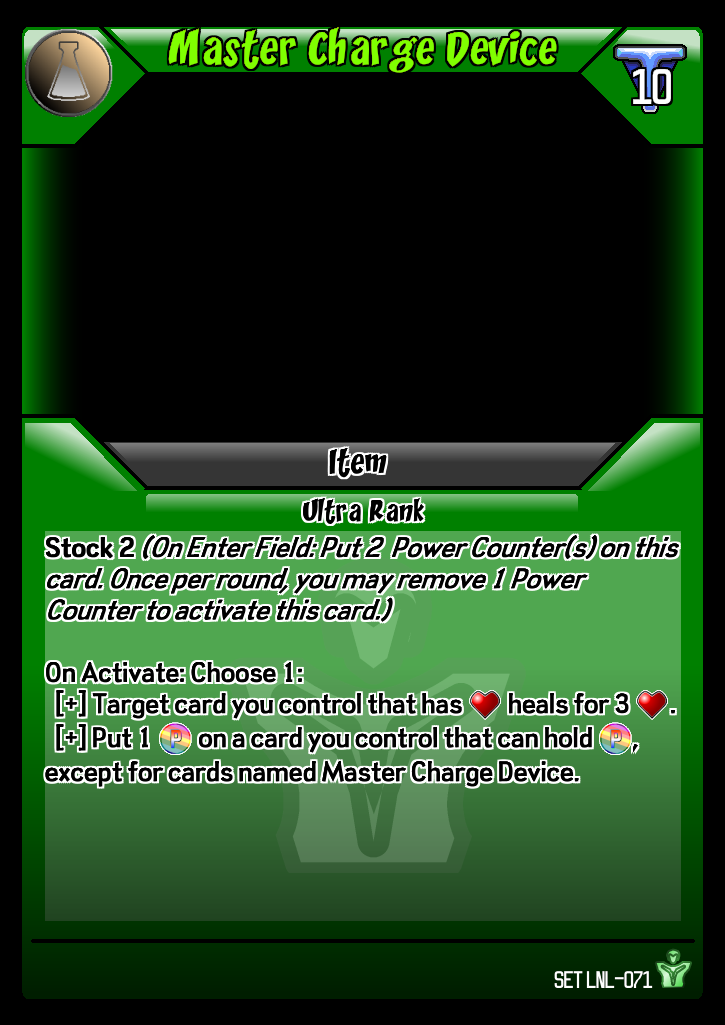 Master Charge Device
10
Item
Ultra Rank
Stock 2 (On Enter Field: Put 2 Power Counter(s) on this
card. Once per round, you may remove 1 Power
Counter to activate this card.)
On Activate: Choose 1:
[+] Target card you control that has heals for 3 .
[+] Put 1 P on a card you control that can hold P,
except for cards named Master Charge Device.
SET LNL-071